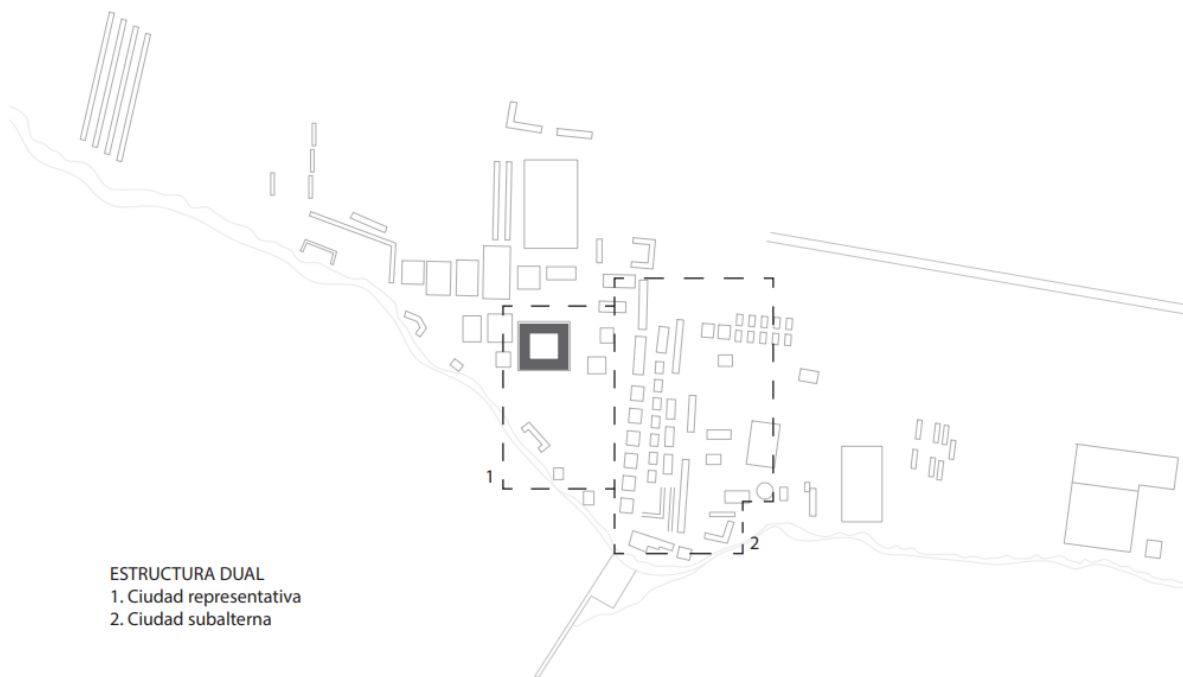 1
2
ESTRUCTURA DUAL
1. Ciudad representativa
2. Ciudad subalterna